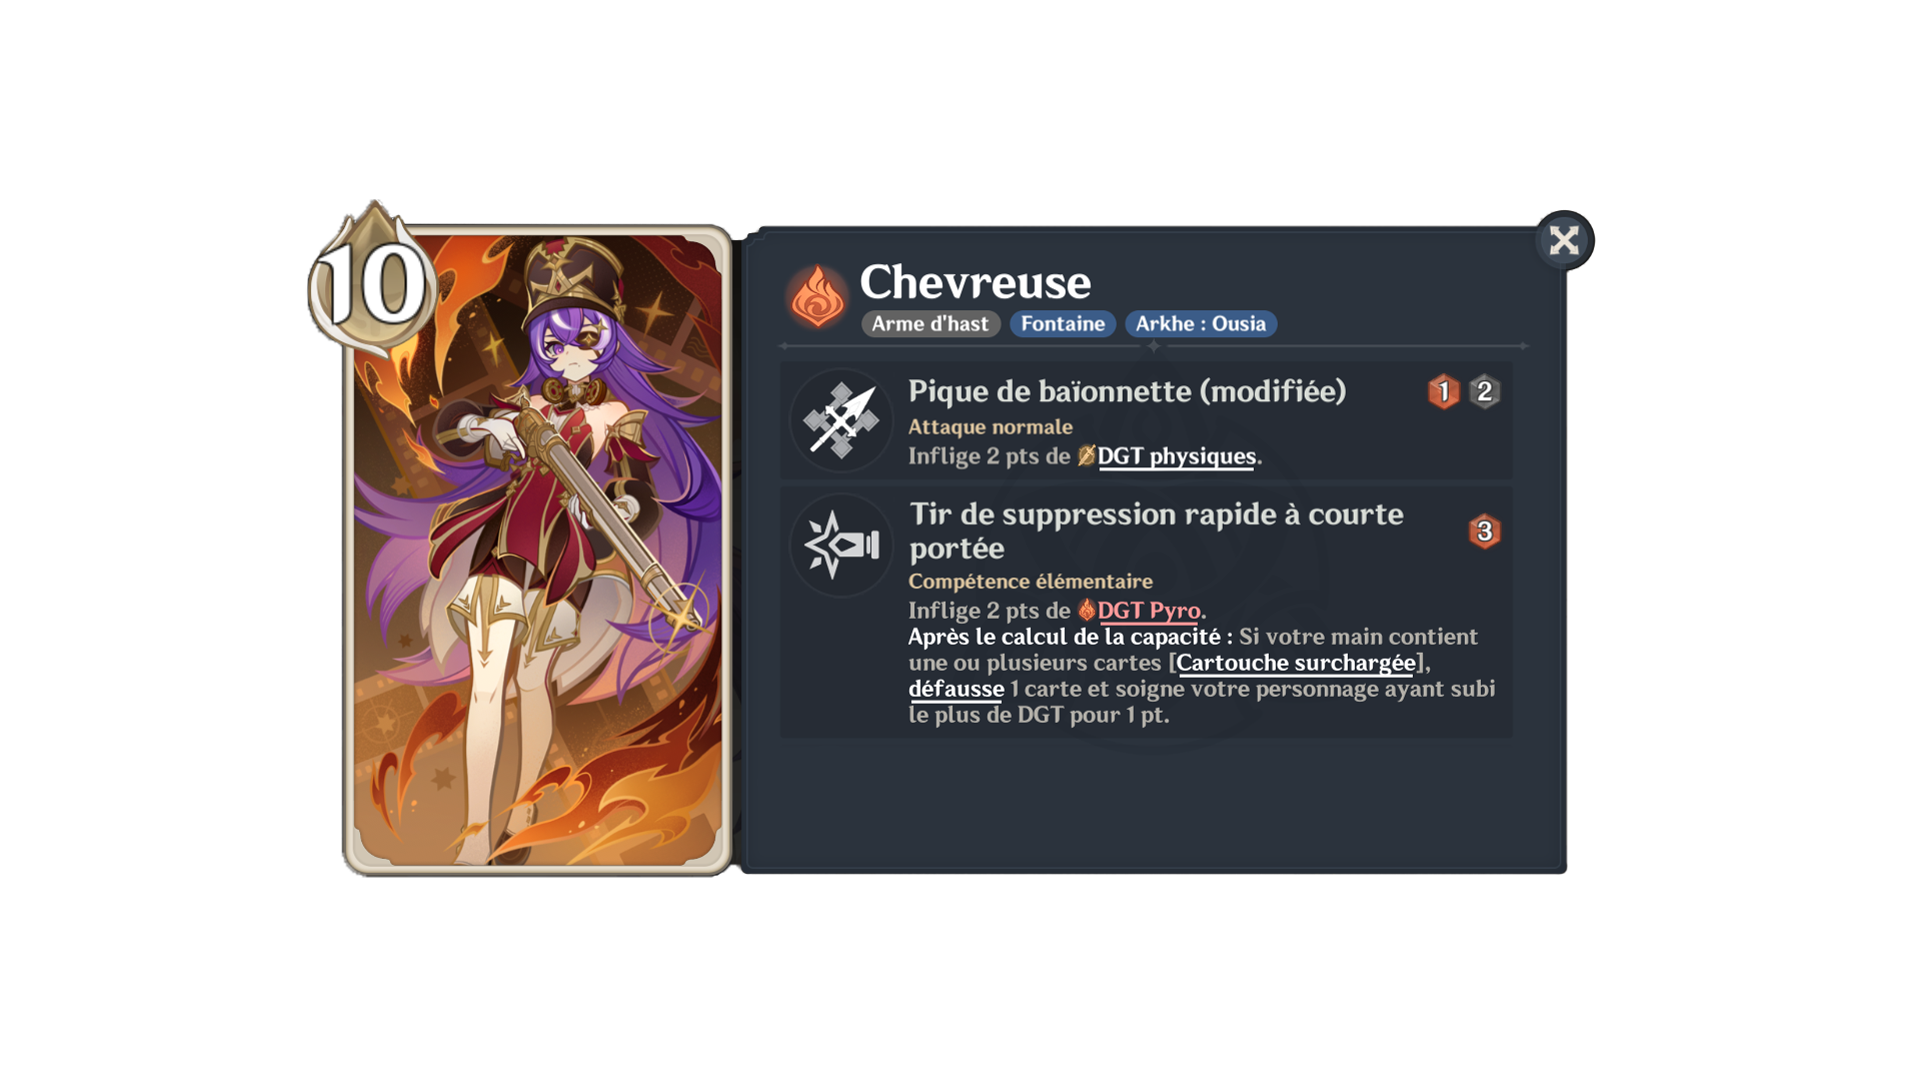 10
Chevreuse
Arme d'hast Fontaine Arkhe : Ousia
Pique de baïonnette (modifiée) 1 2
Attaque normale
Inflige 2 pts de DGT physiques.
Tir de suppression rapide à courte
portée 3
Compétence élémentaire
Inflige 2 pts de DGT Pyro.
Après le calcul de la capacité : Si votre main contient
une ou plusieurs cartes [Cartouche surchargée],
défausse 1 carte et soigne votre personnage ayant subi
le plus de DGT pour 1 pt.